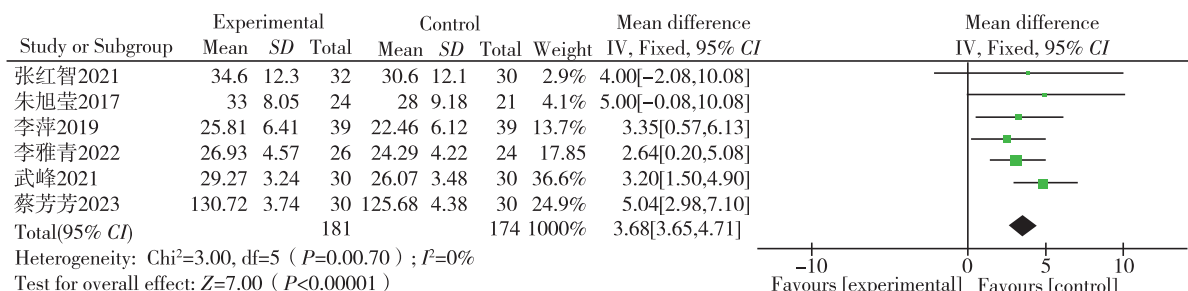 Experimental Control Mean difference Mean difference
Study or Subgroup Mean SD Total Mean SD Total Weight IV, Fixed, 95% CI IV, Fixed, 95% CI
张红智2021 34.6 12.3 32 30.6 12.1 30 2.9% 4.00[−2.08,10.08]
朱旭莹2017 33 8.05 24 28 9.18 21 4.1% 5.00[−0.08,10.08]
李萍2019 25.81 6.41 39 22.46 6.12 39 13.7% 3.35[0.57,6.13]
李雅青2022 26.93 4.57 26 24.29 4.22 24 17.85 2.64[0.20,5.08]
武峰2021 29.27 3.24 30 26.07 3.48 30 36.6% 3.20[1.50,4.90]
蔡芳芳2023 130.72 3.74 30 125.68 4.38 30 24.9% 5.04[2.98,7.10]
Total(95% CI) 181 174 1000% 3.68[3.65,4.71]
Heterogeneity: Chi²=3.00, df=5（P=0.00.70）; I²=0%
−10 0 5 10
Test for overall effect: Z=7.00（P<0.00001）
Favours [experimental] Favours [control]